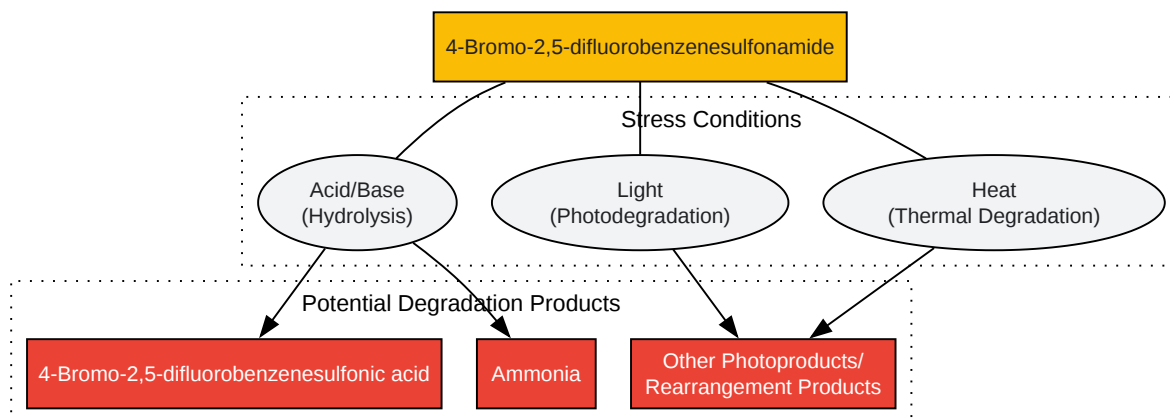 4-Bromo-2,5-difluorobenzenesulfonamide
Stress Conditions
Acid/Base
(Hydrolysis)
Light
(Photodegradation)
Heat
(Thermal Degradation)
Potential Degradation Products
4-Bromo-2,5-difluorobenzenesulfonic acid
Ammonia
Other Photoproducts/
Rearrangement Products